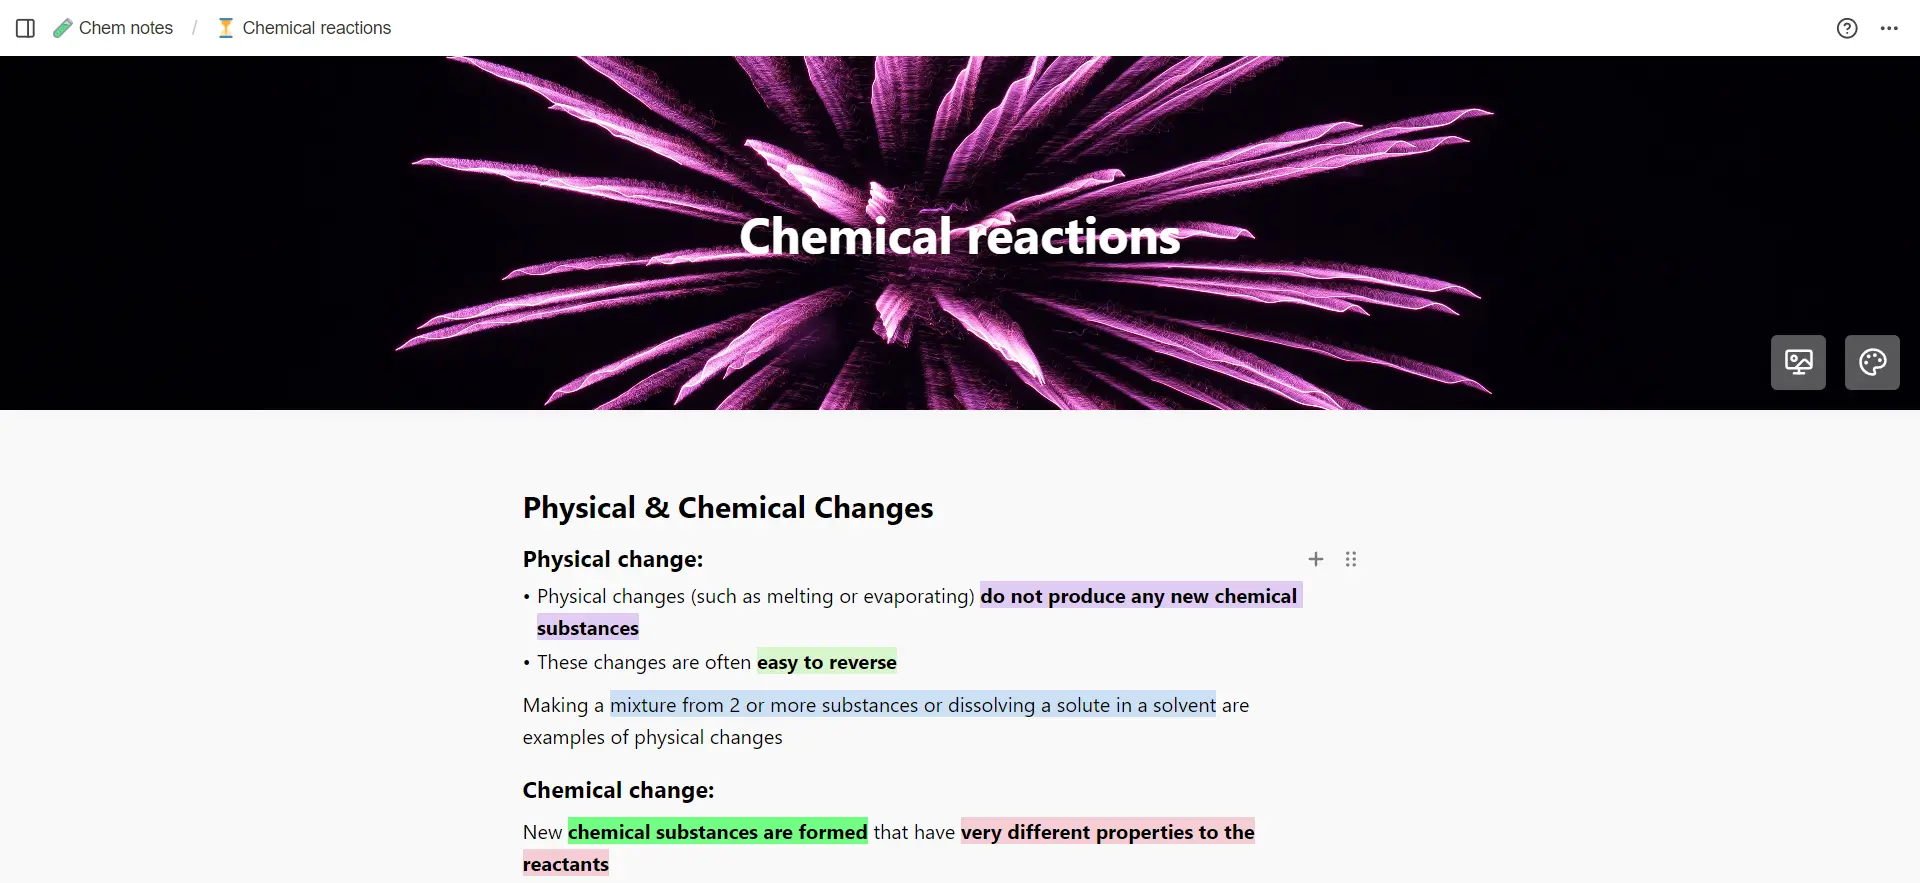 Chem notes / Chemical reactions
Chemical reactions
Physical & Chemical Changes
Physical change:
• Physical changes (such as melting or evaporating) do not produce any new chemical
substances
• These changes are often easy to reverse
Making a mixture from 2 or more substances or dissolving a solute in a solvent are
examples of physical changes
Chemical change:
New chemical substances are formed that have very different properties to the
reactants